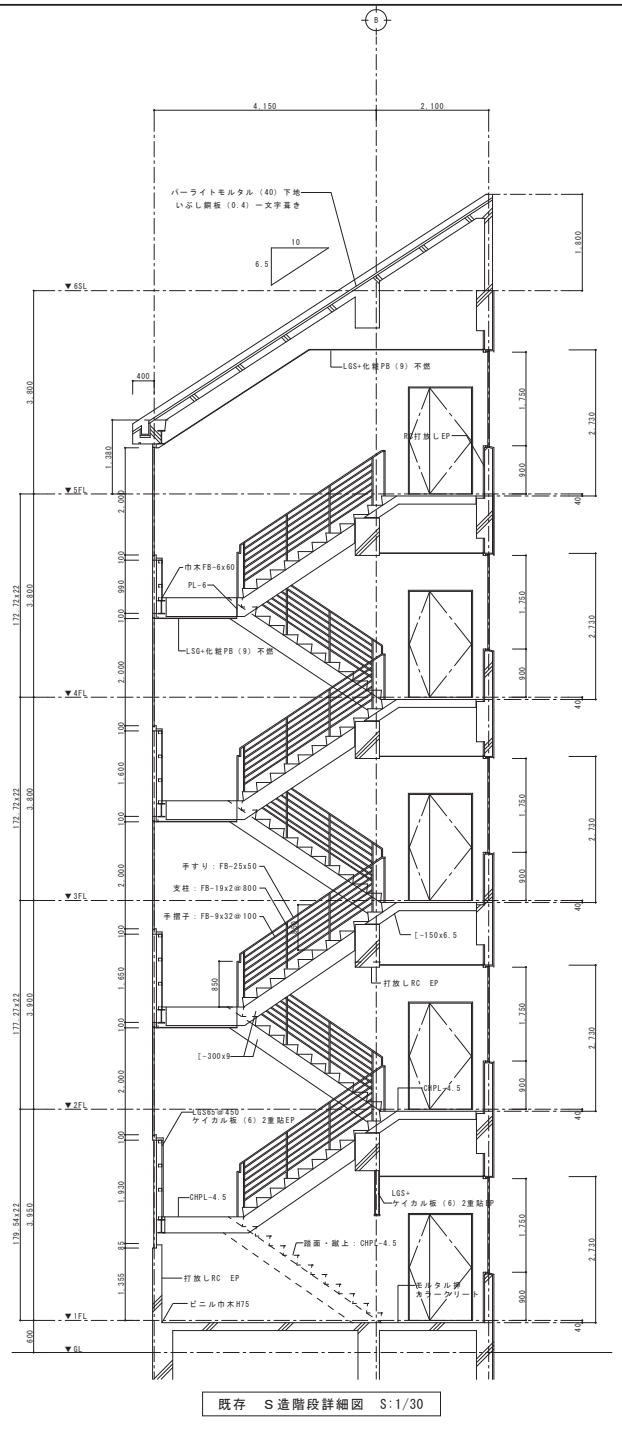 B
4,150
2,100
パーライトモルタル (40) 下地
いぶし銅板 (0.4) 一文字葺き
10
6.5
1,800
▼6SL
LGS+化粧PB (9) 不燃
400
3,800
1,380
RC打放しEP
1,750
900
2,730
40
▼5FL
2,000
100
990
100
巾木FB-6x60
PL-6
172.72x22
3,800
LSG+化粧PB (9) 不燃
2,000
1,750
900
2,730
40
▼4FL
100
1,600
100
172.72x22
3,800
2,000
1,750
900
2,730
40
手すり：FB-25x50
支柱：FB-19x2@800
手摺子：FB-9x32@100
▼3FL
[-150x6.5
打放しRC EP
100
850
1,650
100
177.27x22
3,900
[-300x9
2,000
1,750
900
2,730
40
CHPL-4.5
▼2FL
LGS65@450
ケイカル板 (6) 2重貼EP
100
1,930
85
1,355
179.54x22
3,950
CHPL-4.5
LGS+
ケイカル板 (6) 2重貼EP
踏面・蹴上：CHPL-4.5
打放しRC EP
ビニル巾木H75
モルタル押
カラークリート
1,750
900
2,730
40
▼1FL
600
▼GL
既存 S造階段詳細図 S:1/30